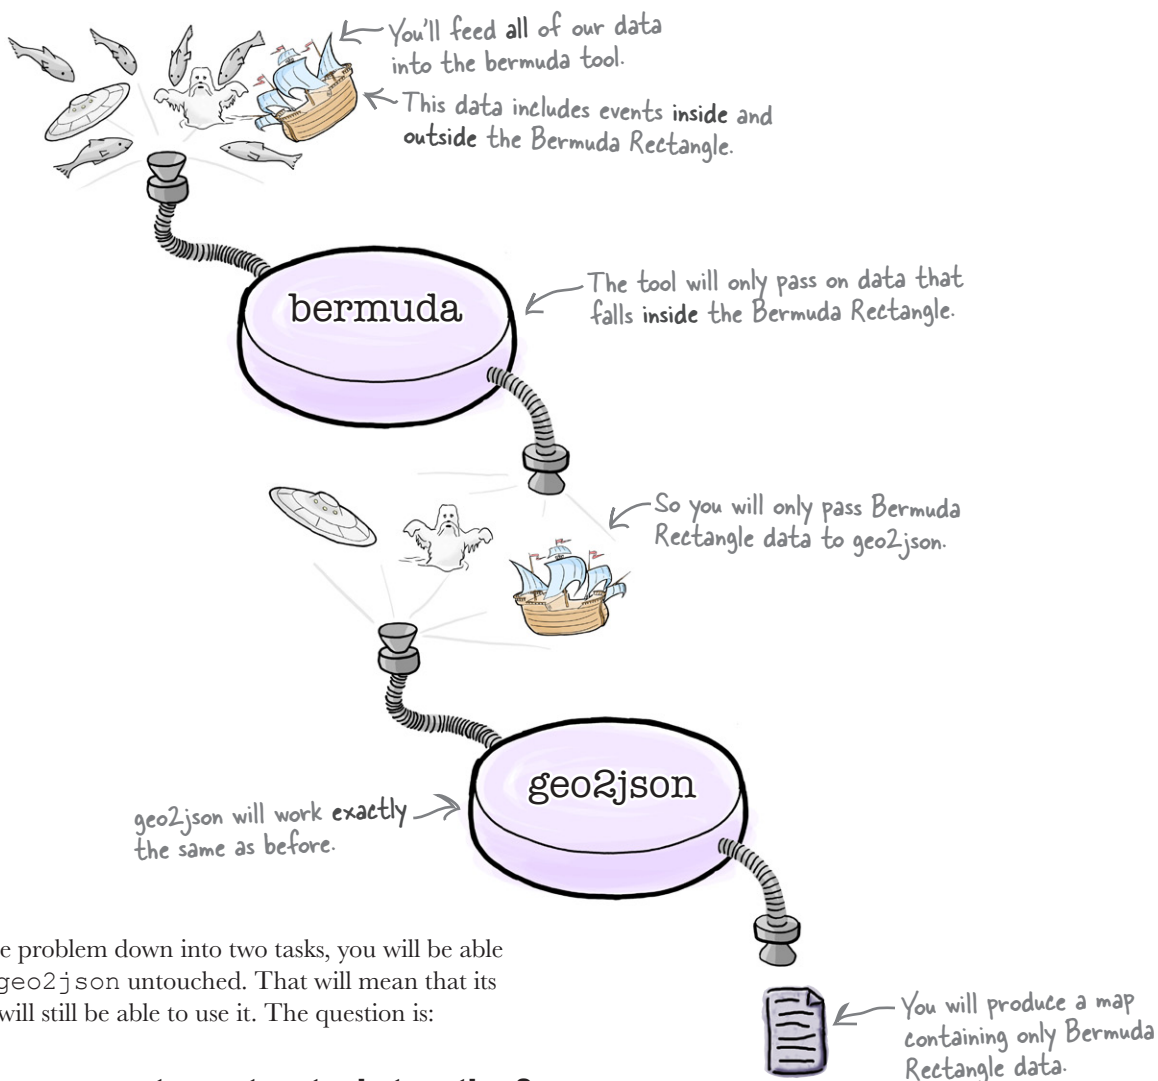 You'll feed all of our data
into the bermuda tool.
This data includes events inside and
outside the Bermuda Rectangle.
bermuda
The tool will only pass on data that
falls inside the Bermuda Rectangle.
So you will only pass Bermuda
Rectangle data to geo2json.
geo2json
geo2json will work exactly
the same as before.
e problem down into two tasks, you will be able
geo2json untouched. That will mean that its
will still be able to use it. The question is:
You will produce a map
containing only Bermuda
Rectangle data.